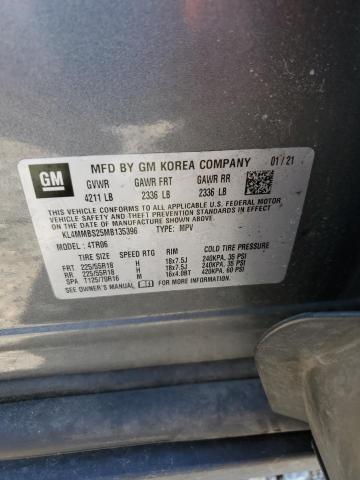 GM
MFD BY GM KOREA COMPANY 01/21
GVWR GAWR FRT GAWR RR
4211 LB 2336 LB 2336 LB
THIS VEHICLE CONFORMS TO ALL APPLICABLE U.S. FEDERAL MOTOR
VEHICLE SAFETY, BUMPER, AND THEFT PREVENTION STANDARDS IN EFFECT
ON THE DATE OF MANUFACTURE SHOWN ABOVE.
KL4MMBS25MB135396 TYPE: MPV
MODEL: 4TR06
TIRE SIZE SPEED RTG RIM COLD TIRE PRESSURE
FRT 225/55R18 H 18x7.5J 240KPA, 35 PSI
RR 225/55R18 H 18x7.5J 240KPA, 35 PSI
SPA T125/70R16 M 16x4.0BT 420KPA, 60 PSI
SEE OWNER'S MANUAL FOR MORE INFORMATION.